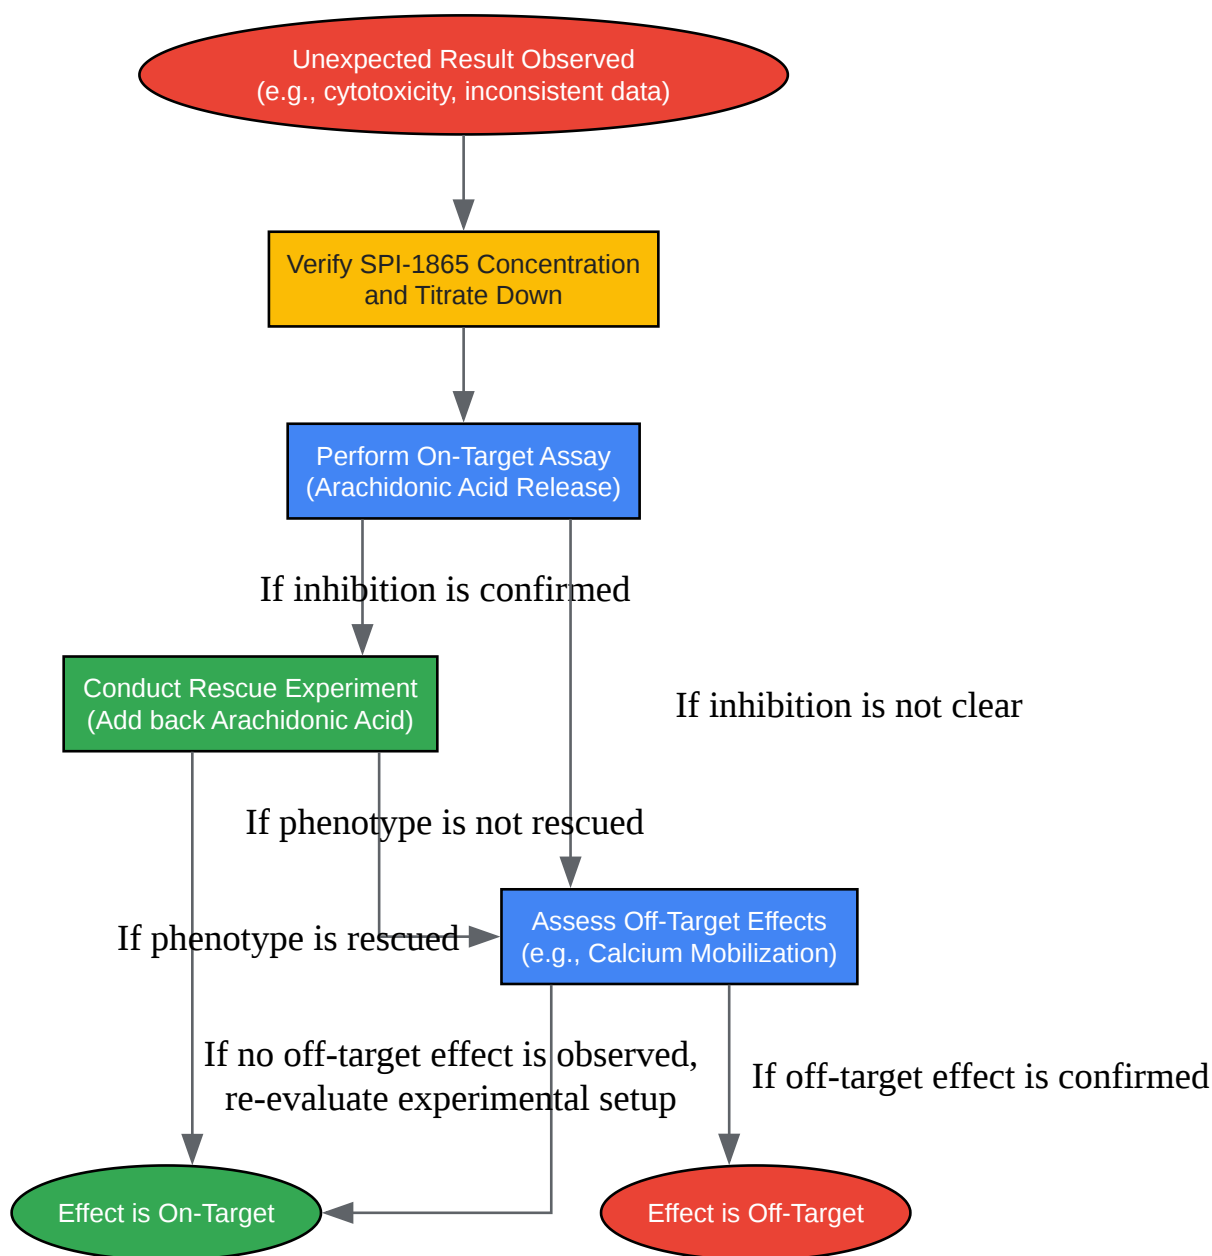 Unexpected Result Observed
(e.g., cytotoxicity, inconsistent data)
Verify SPI-1865 Concentration
and Titrate Down
Perform On-Target Assay
(Arachidonic Acid Release)
If inhibition is confirmed
Conduct Rescue Experiment
(Add back Arachidonic Acid)
If inhibition is not clear
If phenotype is not rescued
If phenotype is rescued
Assess Off-Target Effects
(e.g., Calcium Mobilization)
If no off-target effect is observed,
re-evaluate experimental setup
If off-target effect is confirmed
Effect is On-Target
Effect is Off-Target